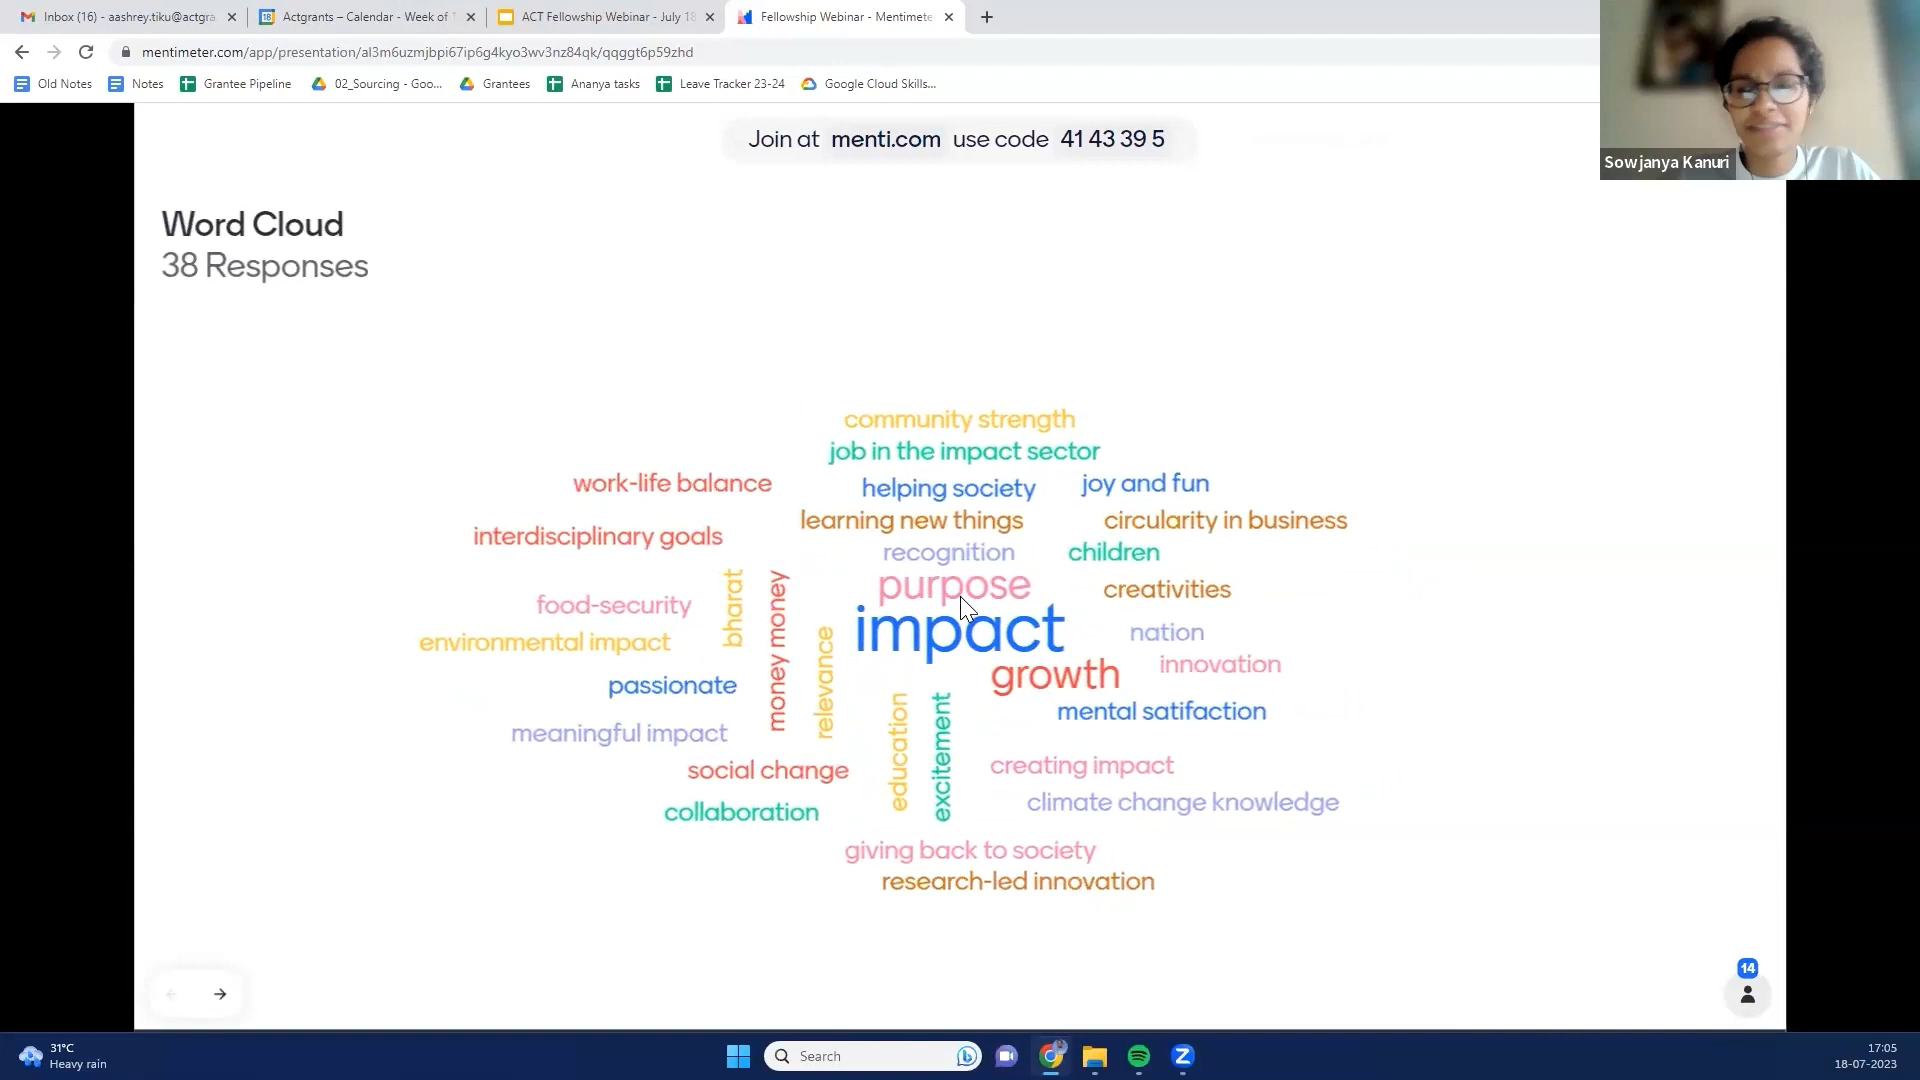 Inbox (16) - aashrey.tiku@actgra
Actgrants – Calendar - Week of
ACT Fellowship Webinar - July 18
Fellowship Webinar - Mentimete
mentimeter.com/app/presentation/al3m6uzmjbpi67ip6g4kyo3wv3nz84qk/qqggt6p59zhd
Old Notes
Notes
Grantee Pipeline
02_Sourcing - Goo...
Grantees
Ananya tasks
Leave Tracker 23-24
Google Cloud Skills...
Join at menti.com use code 41 43 39 5
Sowjanya Kanuri
Word Cloud
38 Responses
community strength
job in the impact sector
work-life balance
helping society
joy and fun
learning new things
circularity in business
interdisciplinary goals
recognition
children
purpose
creativities
food-security
bharat
money money
impact
nation
environmental impact
relevance
innovation
growth
passionate
mental satifaction
meaningful impact
education
excitement
creating impact
social change
climate change knowledge
collaboration
giving back to society
research-led innovation
14
31°C
Heavy rain
Search
17:05
18-07-2023